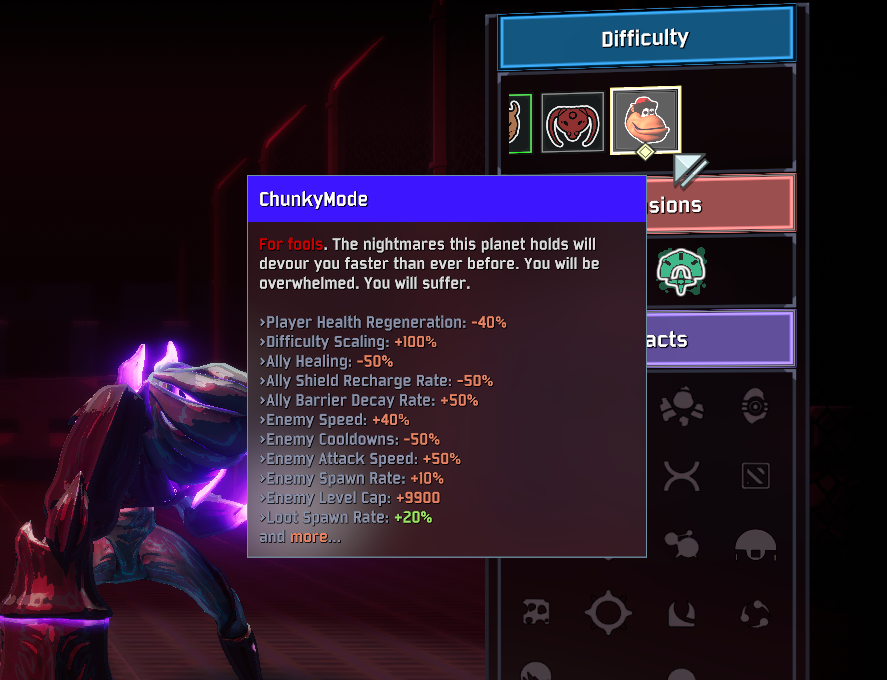 Difficulty
ChunkyMode
sions
For fools. The nightmares this planet holds will
devour you faster than ever before. You will be
overwhelmed. You will suffer.
>Player Health Regeneration: -40%
>Difficulty Scaling: +100%
acts
>Ally Healing: -50%
>Ally Shield Recharge Rate: -50%
>Ally Barrier Decay Rate: +50%
>Enemy Speed: +40%
>Enemy Cooldowns: -50%
>Enemy Attack Speed: +50%
>Enemy Spawn Rate: +10%
>Enemy Level Cap: +9900
>Loot Spawn Rate: +20%
and more...